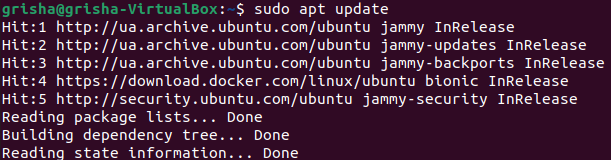 grisha@grisha-VirtualBox:~$ sudo apt update
Hit:1 http://ua.archive.ubuntu.com/ubuntu jammy InRelease
Hit:2 http://ua.archive.ubuntu.com/ubuntu jammy-updates InRelease
Hit:3 http://ua.archive.ubuntu.com/ubuntu jammy-backports InRelease
Hit:4 https://download.docker.com/linux/ubuntu bionic InRelease
Hit:5 http://security.ubuntu.com/ubuntu jammy-security InRelease
Reading package lists... Done
Building dependency tree... Done
Reading state information... Done